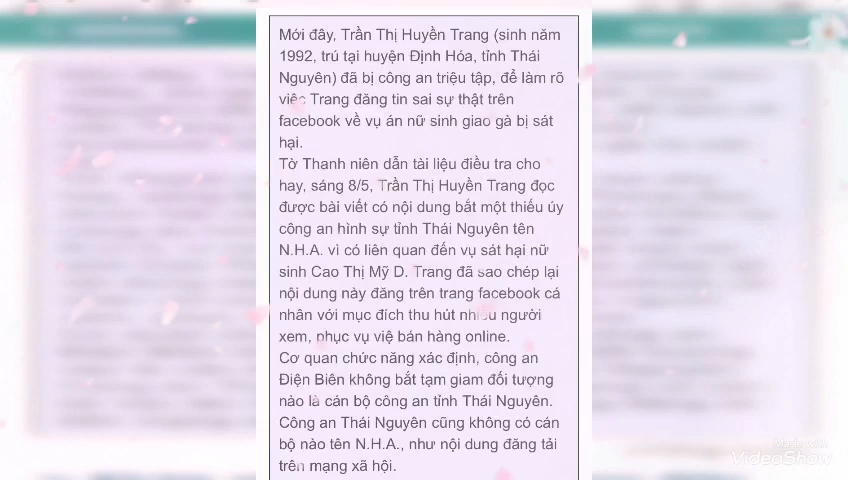 Mới đây, Trần Thị Huyền Trang (sinh năm
1992, trú tại huyện Định Hóa, tỉnh Thái
Nguyên) đã bị công an triệu tập, để làm rõ
việc Trang đăng tin sai sự thật trên
facebook về vụ án nữ sinh giao gà bị sát
hại.
Tờ Thanh niên dẫn tài liệu điều tra cho
hay, sáng 8/5, Trần Thị Huyền Trang đọc
được bài viết có nội dung bắt một thiếu úy
công an hình sự tỉnh Thái Nguyên tên
N.H.A. vì có liên quan đến vụ sát hại nữ
sinh Cao Thị Mỹ D. Trang đã sao chép lại
nội dung này đăng trên trang facebook cá
nhân với mục đích thu hút nhiều người
xem, nhục vụ việ bán hàng online.
Cơ quan chức năng xác định, công an
Điện Biên không bắt tạm giam đối tượng
nào là cán bộ công an tỉnh Thái Nguyên.
Công an Thái Nguyên cũng không có cán
bộ nào tên N.H.A., như nội dung đăng tải
trên mạng xã hội.
Made with
VideoShow